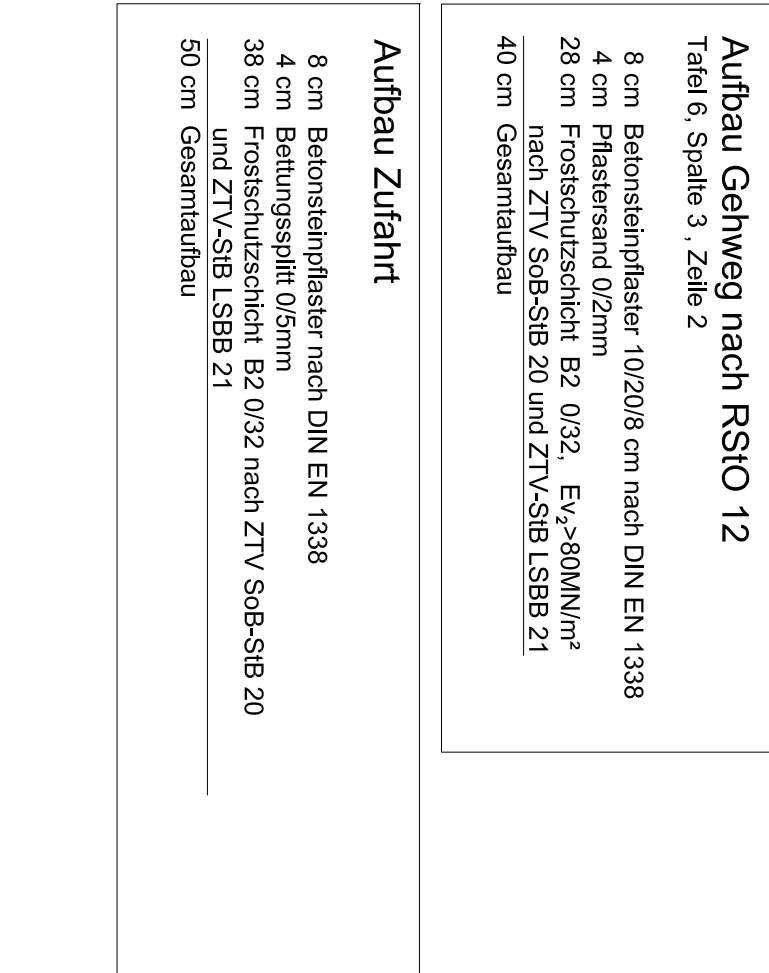 Aufbau Gehweg nach RStO 12
Tafel 6, Spalte 3 , Zeile 2
8 cm Betonsteinpflaster 10/20/8 cm nach DIN EN 1338
4 cm Pflastersand 0/2mm
28 cm Frostschutzschicht B2 0/32, Ev₂>80MN/m²
nach ZTV SoB-StB 20 und ZTV-StB LSBB 21
40 cm Gesamtaufbau
Aufbau Zufahrt
8 cm Betonsteinpflaster nach DIN EN 1338
4 cm Bettungssplitt 0/5mm
38 cm Frostschutzschicht B2 0/32 nach ZTV SoB-StB 20
und ZTV-StB LSBB 21
50 cm Gesamtaufbau